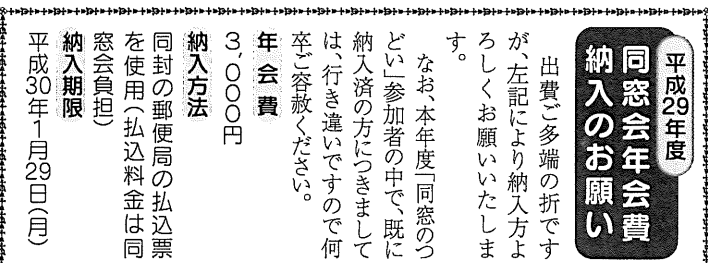 平成29年度
同窓会年会費
納入のお願い
出費ご多端の折です
が、左記により納入方よ
ろしくお願いいたしま
す。
なお、本年度「同窓のつ
どい」参加者の中で、既に
納入済の方につきまして
は、行き違いですので何
卒ご容赦ください。
年会費
3,000円
納入方法
同封の郵便局の払込票
を使用(払込料金は同
窓会負担)
納入期限
平成30年1月29日(月)